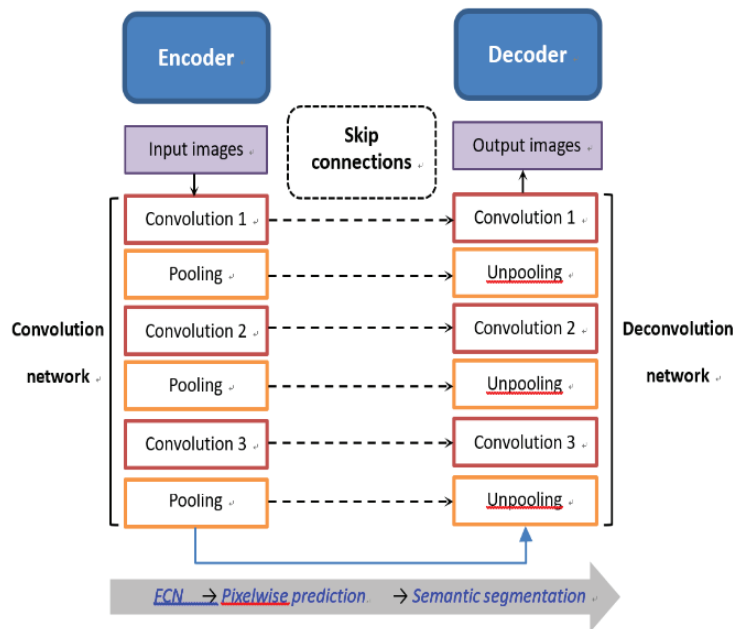 Encoder
Decoder
Skip
connections
Input images
Output images
Convolution 1
Convolution 1
Pooling
Unpooling
Convolution
network
Convolution 2
Convolution 2
Deconvolution
network
Pooling
Unpooling
Convolution 3
Convolution 3
Pooling
Unpooling
FCN → Pixelwise prediction → Semantic segmentation